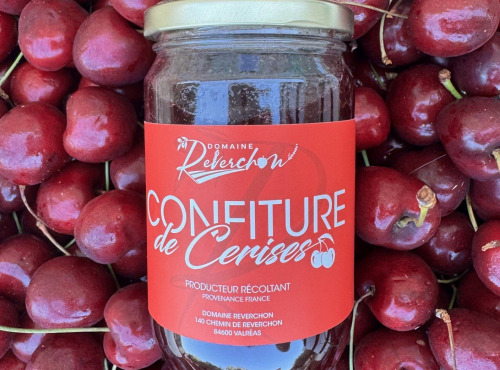 DOMAINE
Reverchon
CONFITURE
de Cerises
PRODUCTEUR RÉCOLTANT
PROVENANCE FRANCE
DOMAINE REVERCHON
140 CHEMIN DE REVERCHON
84600 VALRÉAS